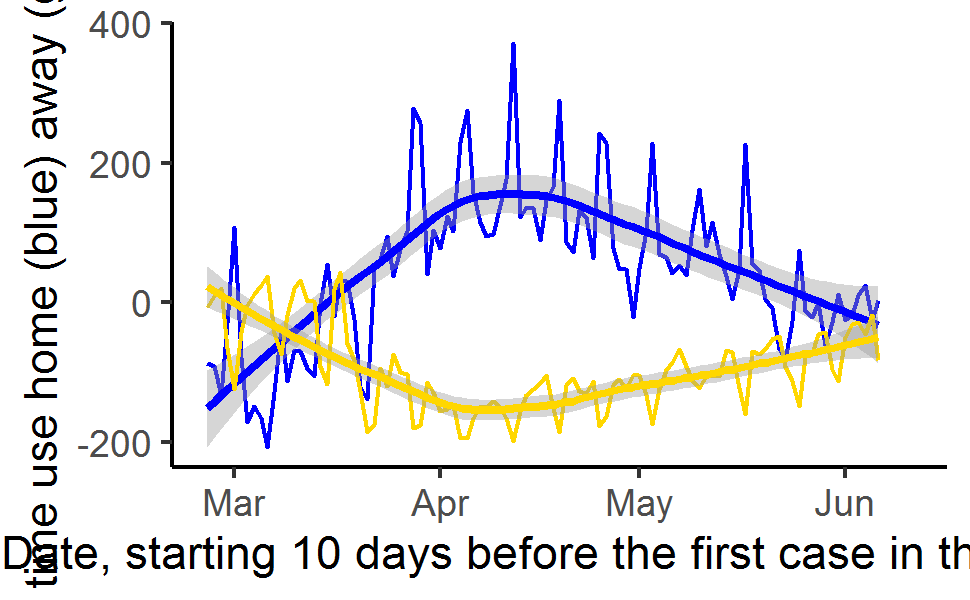 time use home (blue) away (
400
200
0
-200
Mar Apr May Jun
Date, starting 10 days before the first case in th